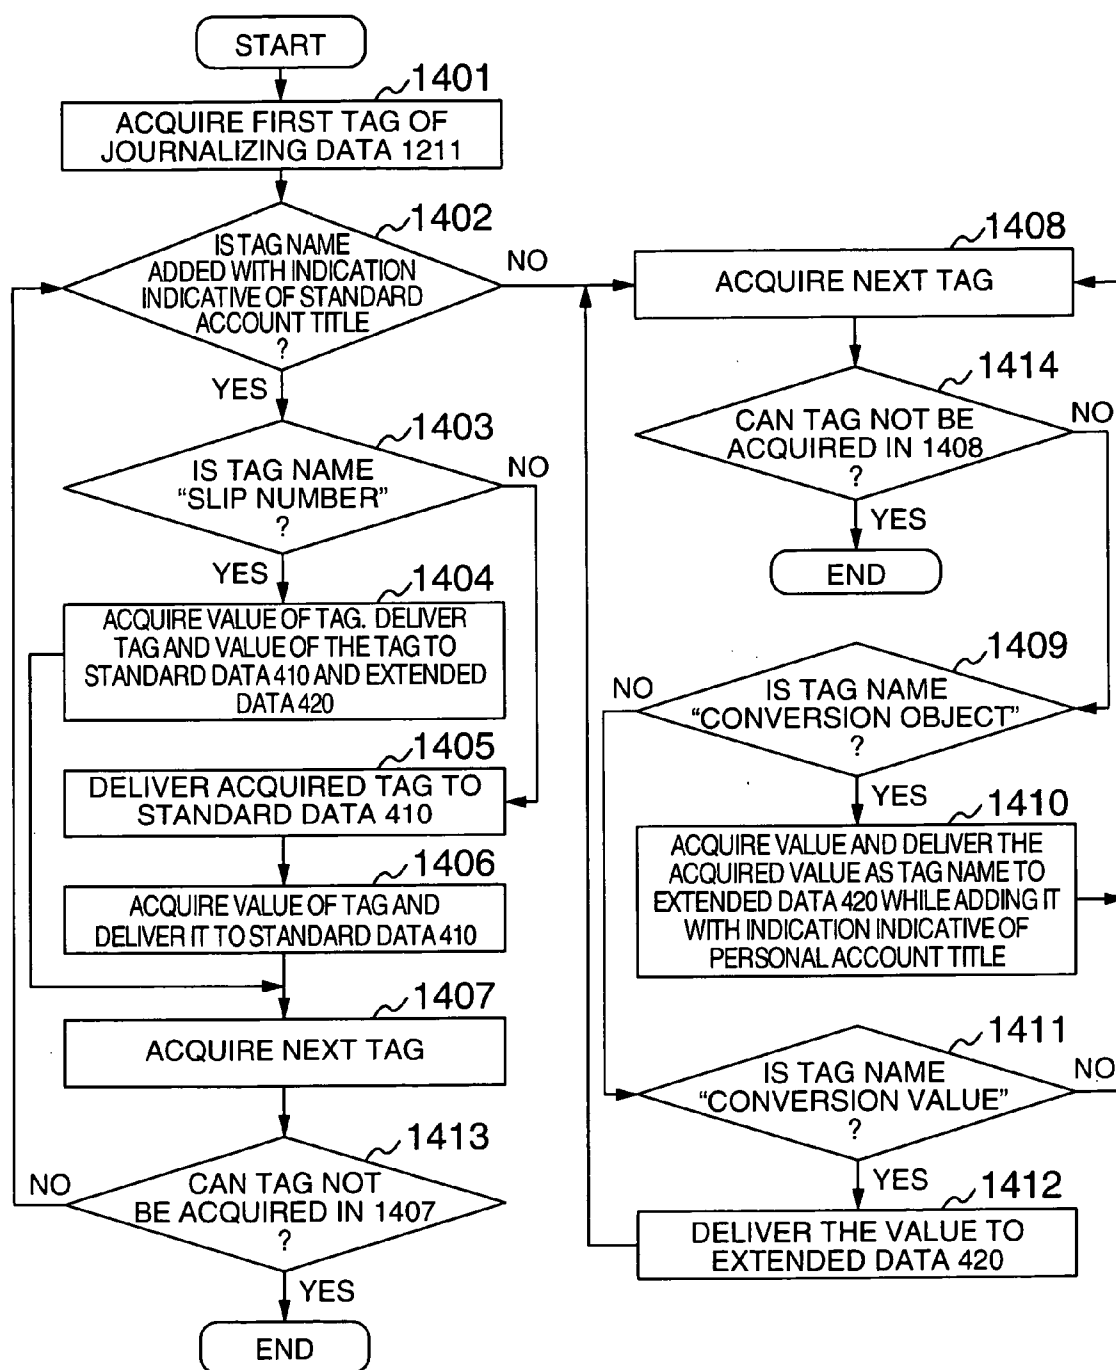 START
1401
ACQUIRE FIRST TAG OF
JOURNALIZING DATA 1211
1402
IS TAG NAME
ADDED WITH INDICATION
INDICATIVE OF STANDARD
ACCOUNT TITLE
?
NO
YES
1403
IS TAG NAME
“SLIP NUMBER”
?
NO
YES
1404
ACQUIRE VALUE OF TAG. DELIVER
TAG AND VALUE OF THE TAG TO
STANDARD DATA 410 AND EXTENDED
DATA 420
1405
DELIVER ACQUIRED TAG TO
STANDARD DATA 410
1406
ACQUIRE VALUE OF TAG AND
DELIVER IT TO STANDARD DATA 410
1407
ACQUIRE NEXT TAG
1413
CAN TAG NOT
BE ACQUIRED IN 1407
?
NO
YES
END
1408
ACQUIRE NEXT TAG
1414
CAN TAG NOT BE
ACQUIRED IN 1408
?
NO
YES
END
1409
IS TAG NAME
“CONVERSION OBJECT”
?
NO
YES
1410
ACQUIRE VALUE AND DELIVER THE
ACQUIRED VALUE AS TAG NAME TO
EXTENDED DATA 420 WHILE ADDING IT
WITH INDICATION INDICATIVE OF
PERSONAL ACCOUNT TITLE
1411
IS TAG NAME
“CONVERSION VALUE”
?
NO
YES
1412
DELIVER THE VALUE TO
EXTENDED DATA 420